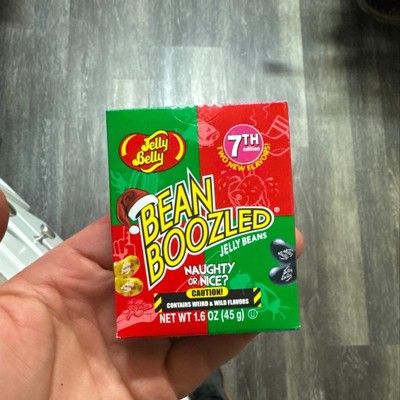 Jelly
Belly
7TH
edition
TWO NEW FLAVORS!
BEAN
BOOZLED®
JELLY BEANS
NAUGHTY
OR NICE?
CAUTION!
CONTAINS WEIRD & WILD FLAVORS
NET WT 1.6 OZ (45 g) U